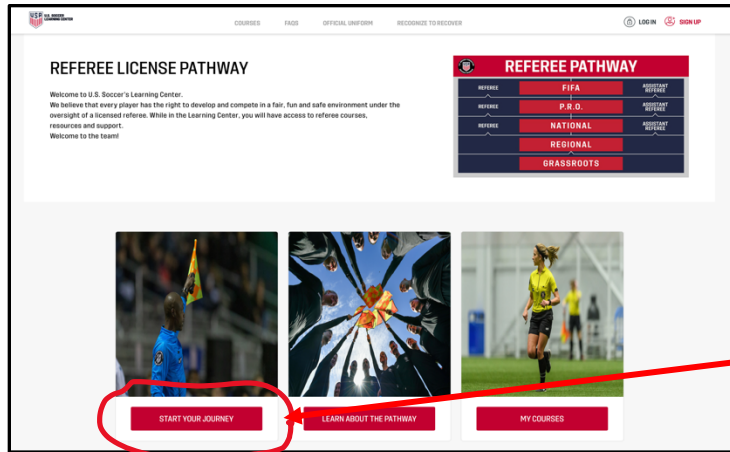 U.S. SOCCER
LEARNING CENTER
COURSES FAQS OFFICIAL UNIFORM RECOGNIZE TO RECOVER
LOG IN SIGN UP
REFEREE LICENSE PATHWAY
Welcome to U.S. Soccer's Learning Center.
We believe that every player has the right to develop and compete in a fair, fun and safe environment under the
oversight of a licensed referee. While in the Learning Center, you will have access to referee courses,
resources and support.
Welcome to the team!
REFEREE PATHWAY
REFEREE FIFA ASSISTANT REFEREE
REFEREE P.R.O. ASSISTANT REFEREE
REFEREE NATIONAL ASSISTANT REFEREE
REGIONAL
GRASSROOTS
START YOUR JOURNEY
LEARN ABOUT THE PATHWAY
MY COURSES